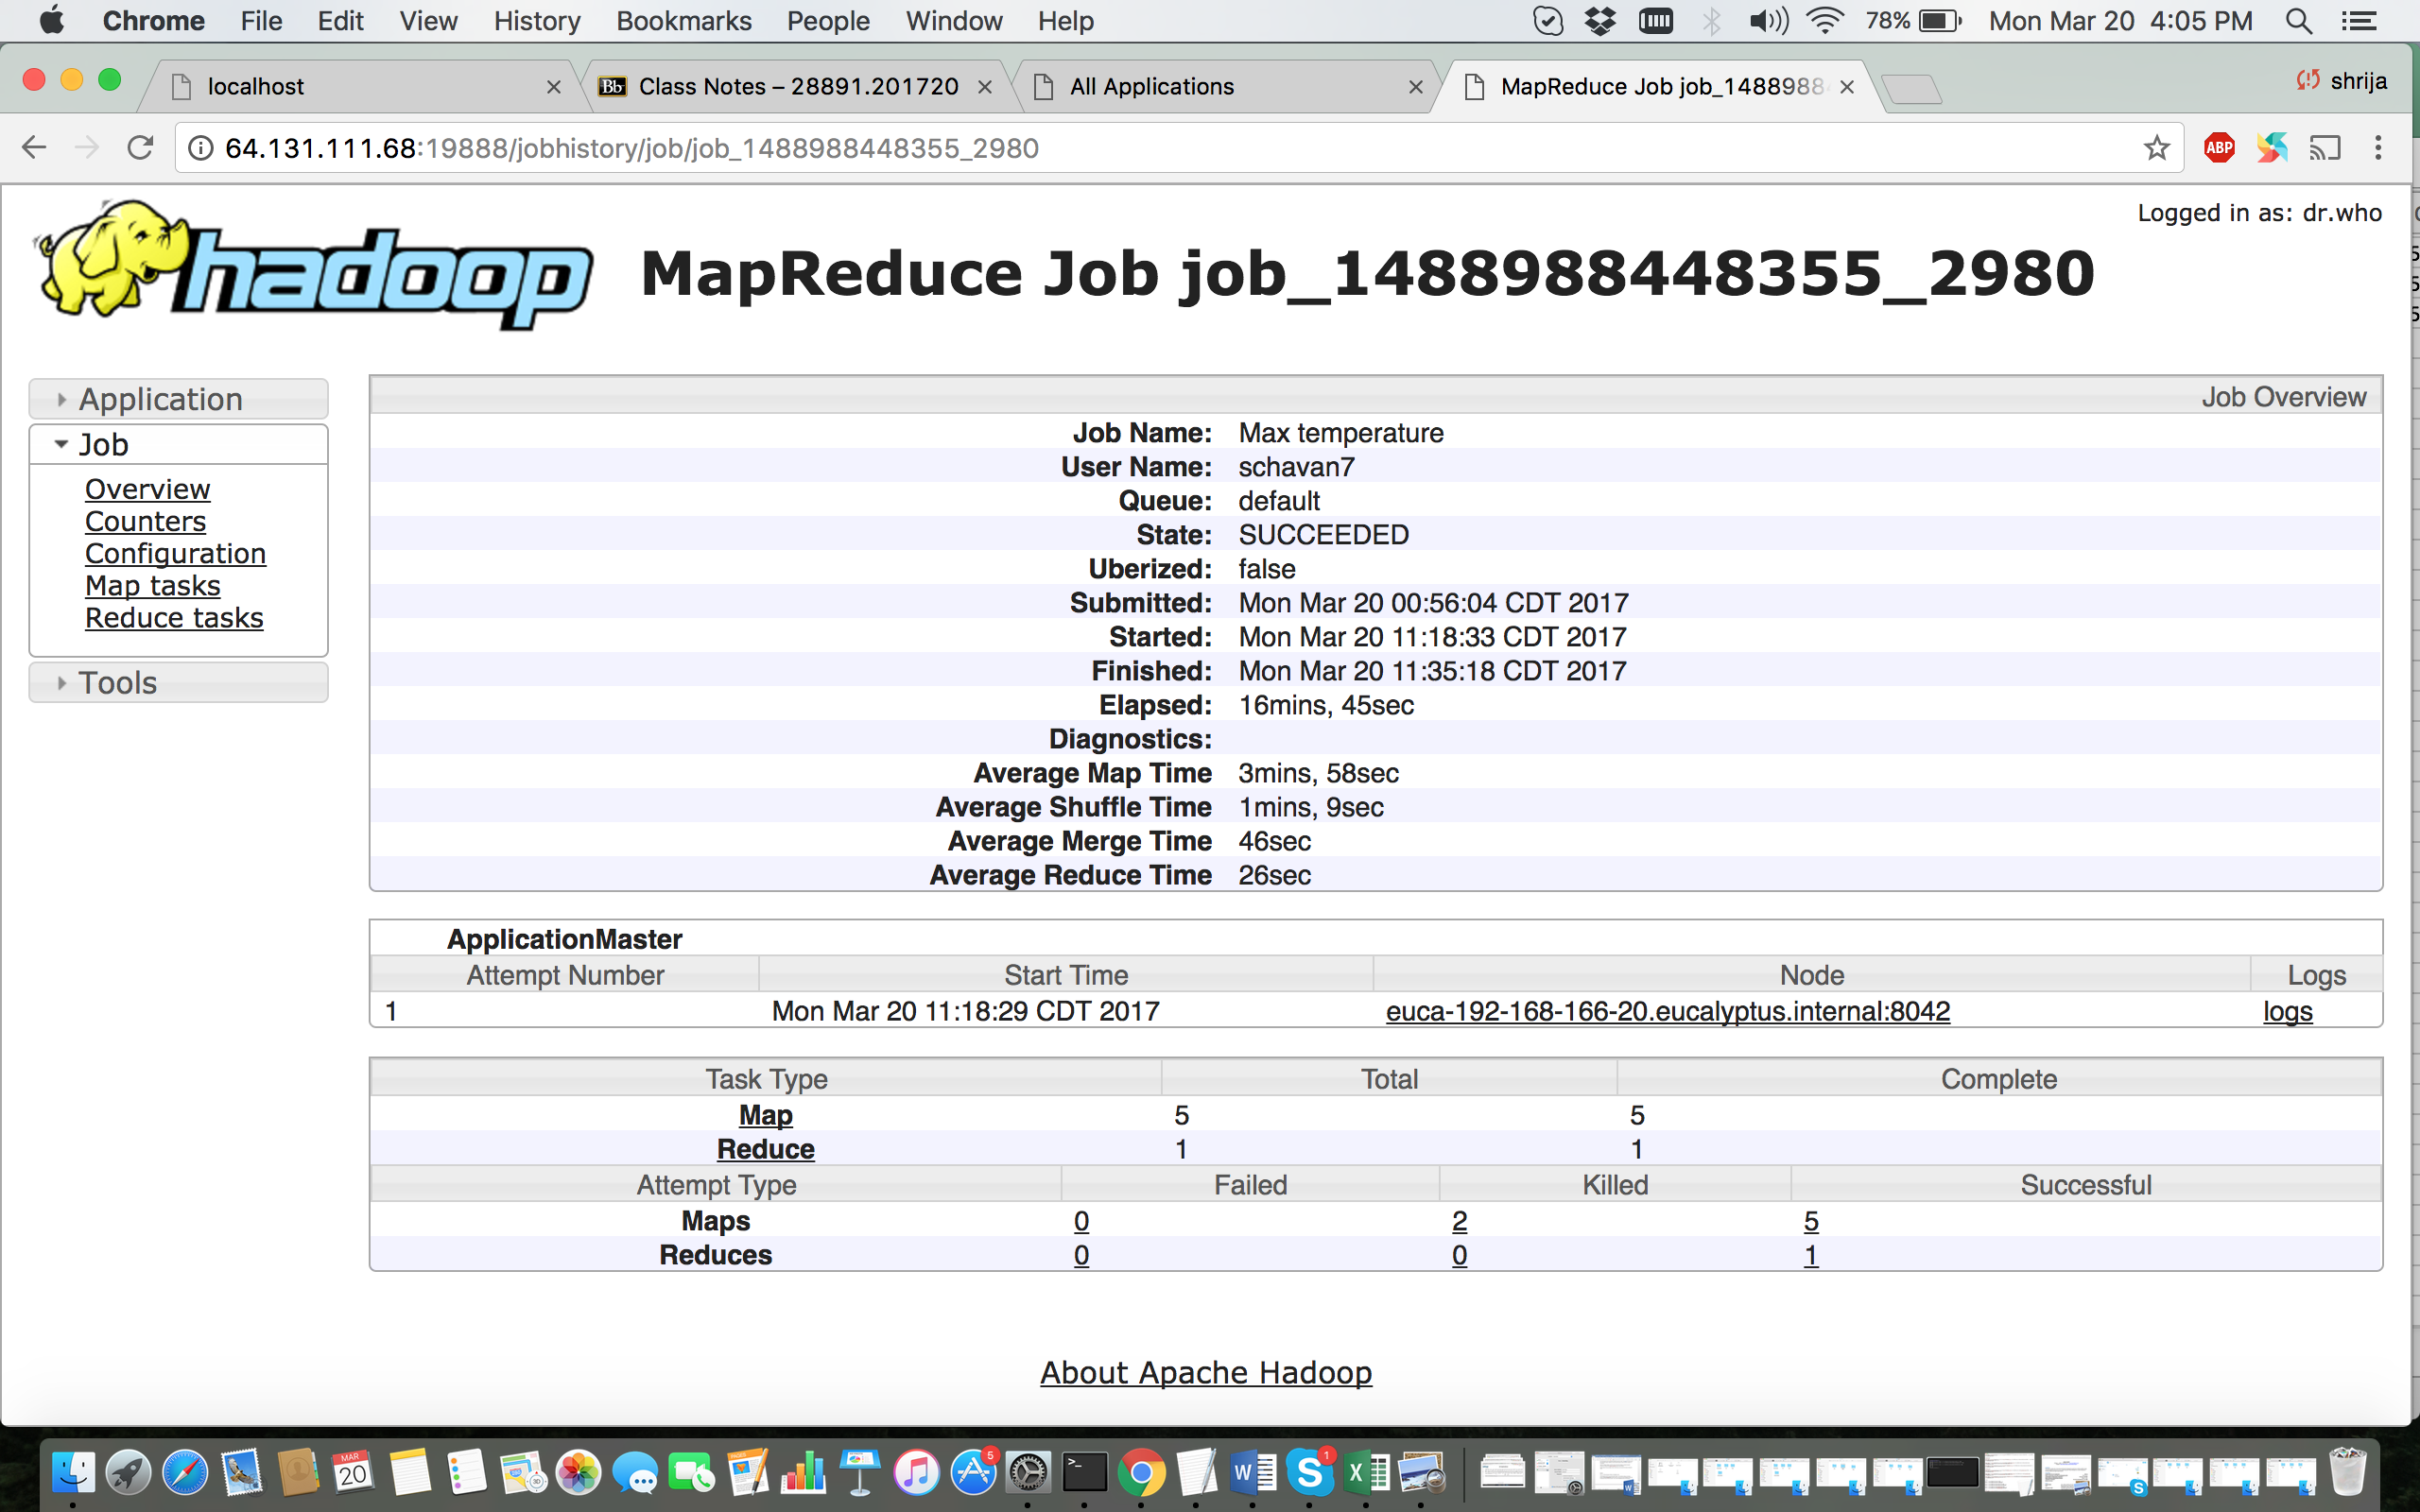 Chrome File Edit View History Bookmarks People Window Help 78% Mon Mar 20 4:05 PM
localhost Bb Class Notes – 28891.201720 All Applications MapReduce Job job_1488988 shrija
64.131.111.68:19888/jobhistory/job/job_1488988448355_2980 ABP
Logged in as: dr.who
hadoop MapReduce Job job_1488988448355_2980
Application
Job
Overview
Counters
Configuration
Map tasks
Reduce tasks
Tools
Job Overview
Job Name: Max temperature
User Name: schavan7
Queue: default
State: SUCCEEDED
Uberized: false
Submitted: Mon Mar 20 00:56:04 CDT 2017
Started: Mon Mar 20 11:18:33 CDT 2017
Finished: Mon Mar 20 11:35:18 CDT 2017
Elapsed: 16mins, 45sec
Diagnostics:
Average Map Time 3mins, 58sec
Average Shuffle Time 1mins, 9sec
Average Merge Time 46sec
Average Reduce Time 26sec
ApplicationMaster
Attempt Number Start Time Node Logs
1 Mon Mar 20 11:18:29 CDT 2017 euca-192-168-166-20.eucalyptus.internal:8042 logs
Task Type Total Complete
Map 5 5
Reduce 1 1
Attempt Type Failed Killed Successful
Maps 0 2 5
Reduces 0 0 1
About Apache Hadoop
MAR
20
5
1